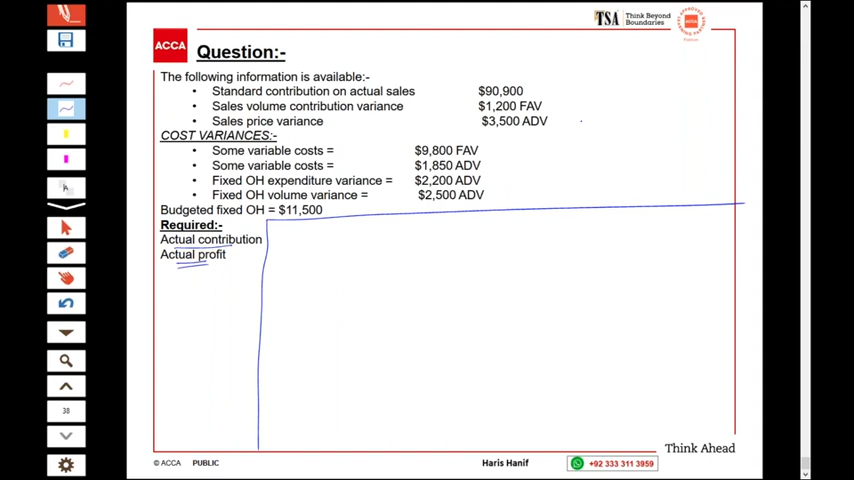 TSA Think Beyond Boundaries
ACCA
ACCA Question:-
The following information is available:-
• Standard contribution on actual sales $90,900
• Sales volume contribution variance $1,200 FAV
• Sales price variance $3,500 ADV
COST VARIANCES:-
• Some variable costs = $9,800 FAV
• Some variable costs = $1,850 ADV
• Fixed OH expenditure variance = $2,200 ADV
• Fixed OH volume variance = $2,500 ADV
Budgeted fixed OH = $11,500
Required:-
Actual contribution
Actual profit
38
Think Ahead
© ACCA PUBLIC Haris Hanif +92 333 311 3959